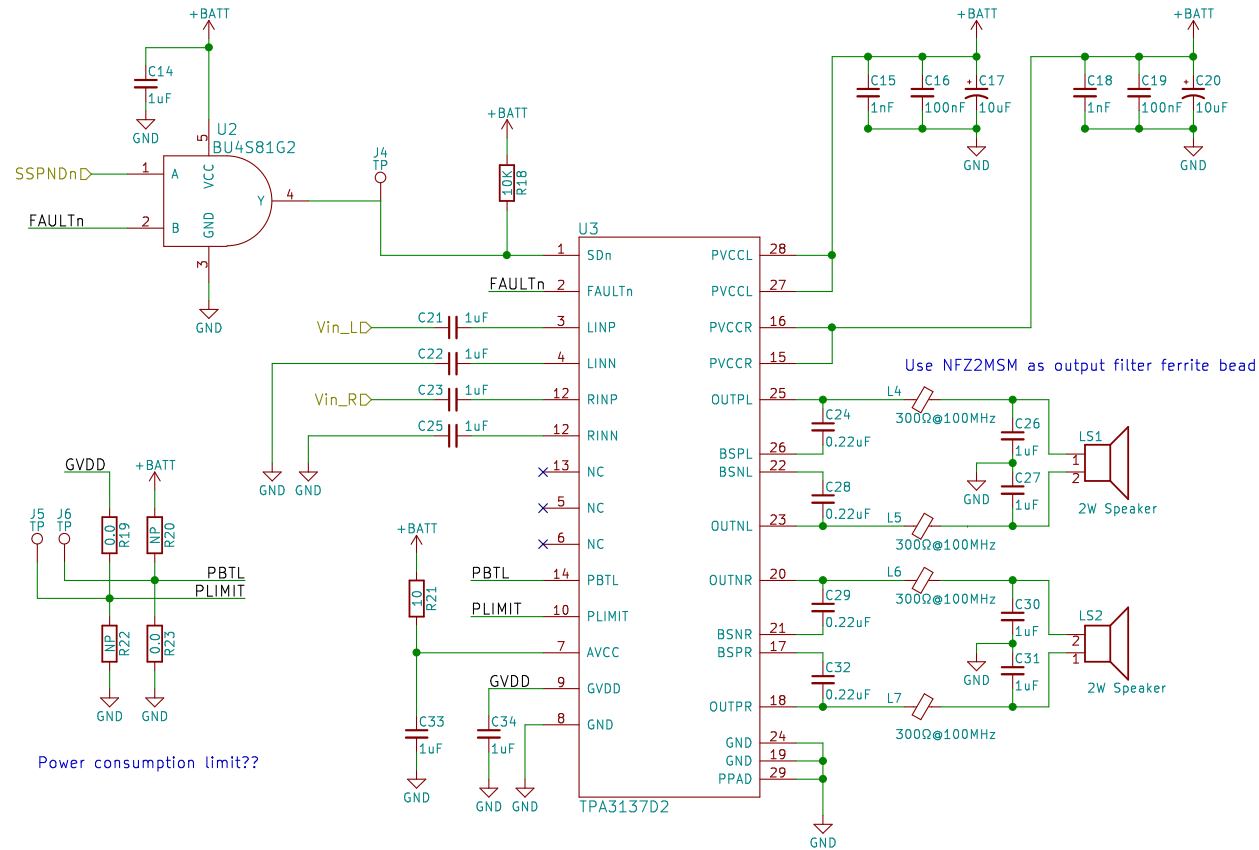 +BATT
+BATT
+BATT
C14
1uF
GND
C15
1nF
C16
100nF
C17
10uF
GND
C18
1nF
C19
100nF
C20
10uF
GND
U2
BU4S81G2
5
VCC
SSPNDn
1
A
FAULTn
2
B
Y
4
GND
3
GND
J4
TP
+BATT
10K
R18
U3
1
SDn
FAULTn
2
FAULTn
Vin_L
C21
1uF
3
LINP
C22
1uF
4
LINN
Vin_R
C23
1uF
12
RINP
C25
1uF
12
RINN
GND
GND
13
NC
5
NC
6
NC
PBTL
14
PBTL
PLIMIT
10
PLIMIT
7
AVCC
GVDD
9
GVDD
8
GND
TPA3137D2
PVCCL
28
PVCCL
27
PVCCR
16
PVCCR
15
OUTPL
25
BSPL
26
BSNL
22
OUTNL
23
OUTNR
20
BSNR
21
BSPR
17
OUTPR
18
GND
24
GND
19
PPAD
29
GND
Use NFZ2MSM as output filter ferrite bead
L4
300Ω@100MHz
C24
0.22uF
C26
1uF
GND
C27
1uF
C28
0.22uF
L5
300Ω@100MHz
LS1
1
2
2W Speaker
L6
300Ω@100MHz
C29
0.22uF
C30
1uF
GND
C31
1uF
C32
0.22uF
L7
300Ω@100MHz
LS2
2
1
2W Speaker
GVDD
+BATT
J5
TP
J6
TP
0.0
R19
NP
R20
PBTL
PLIMIT
NP
R22
0.0
R23
GND
GND
Power consumption limit??
+BATT
10
R21
C33
1uF
GND
C34
1uF
GND
GND